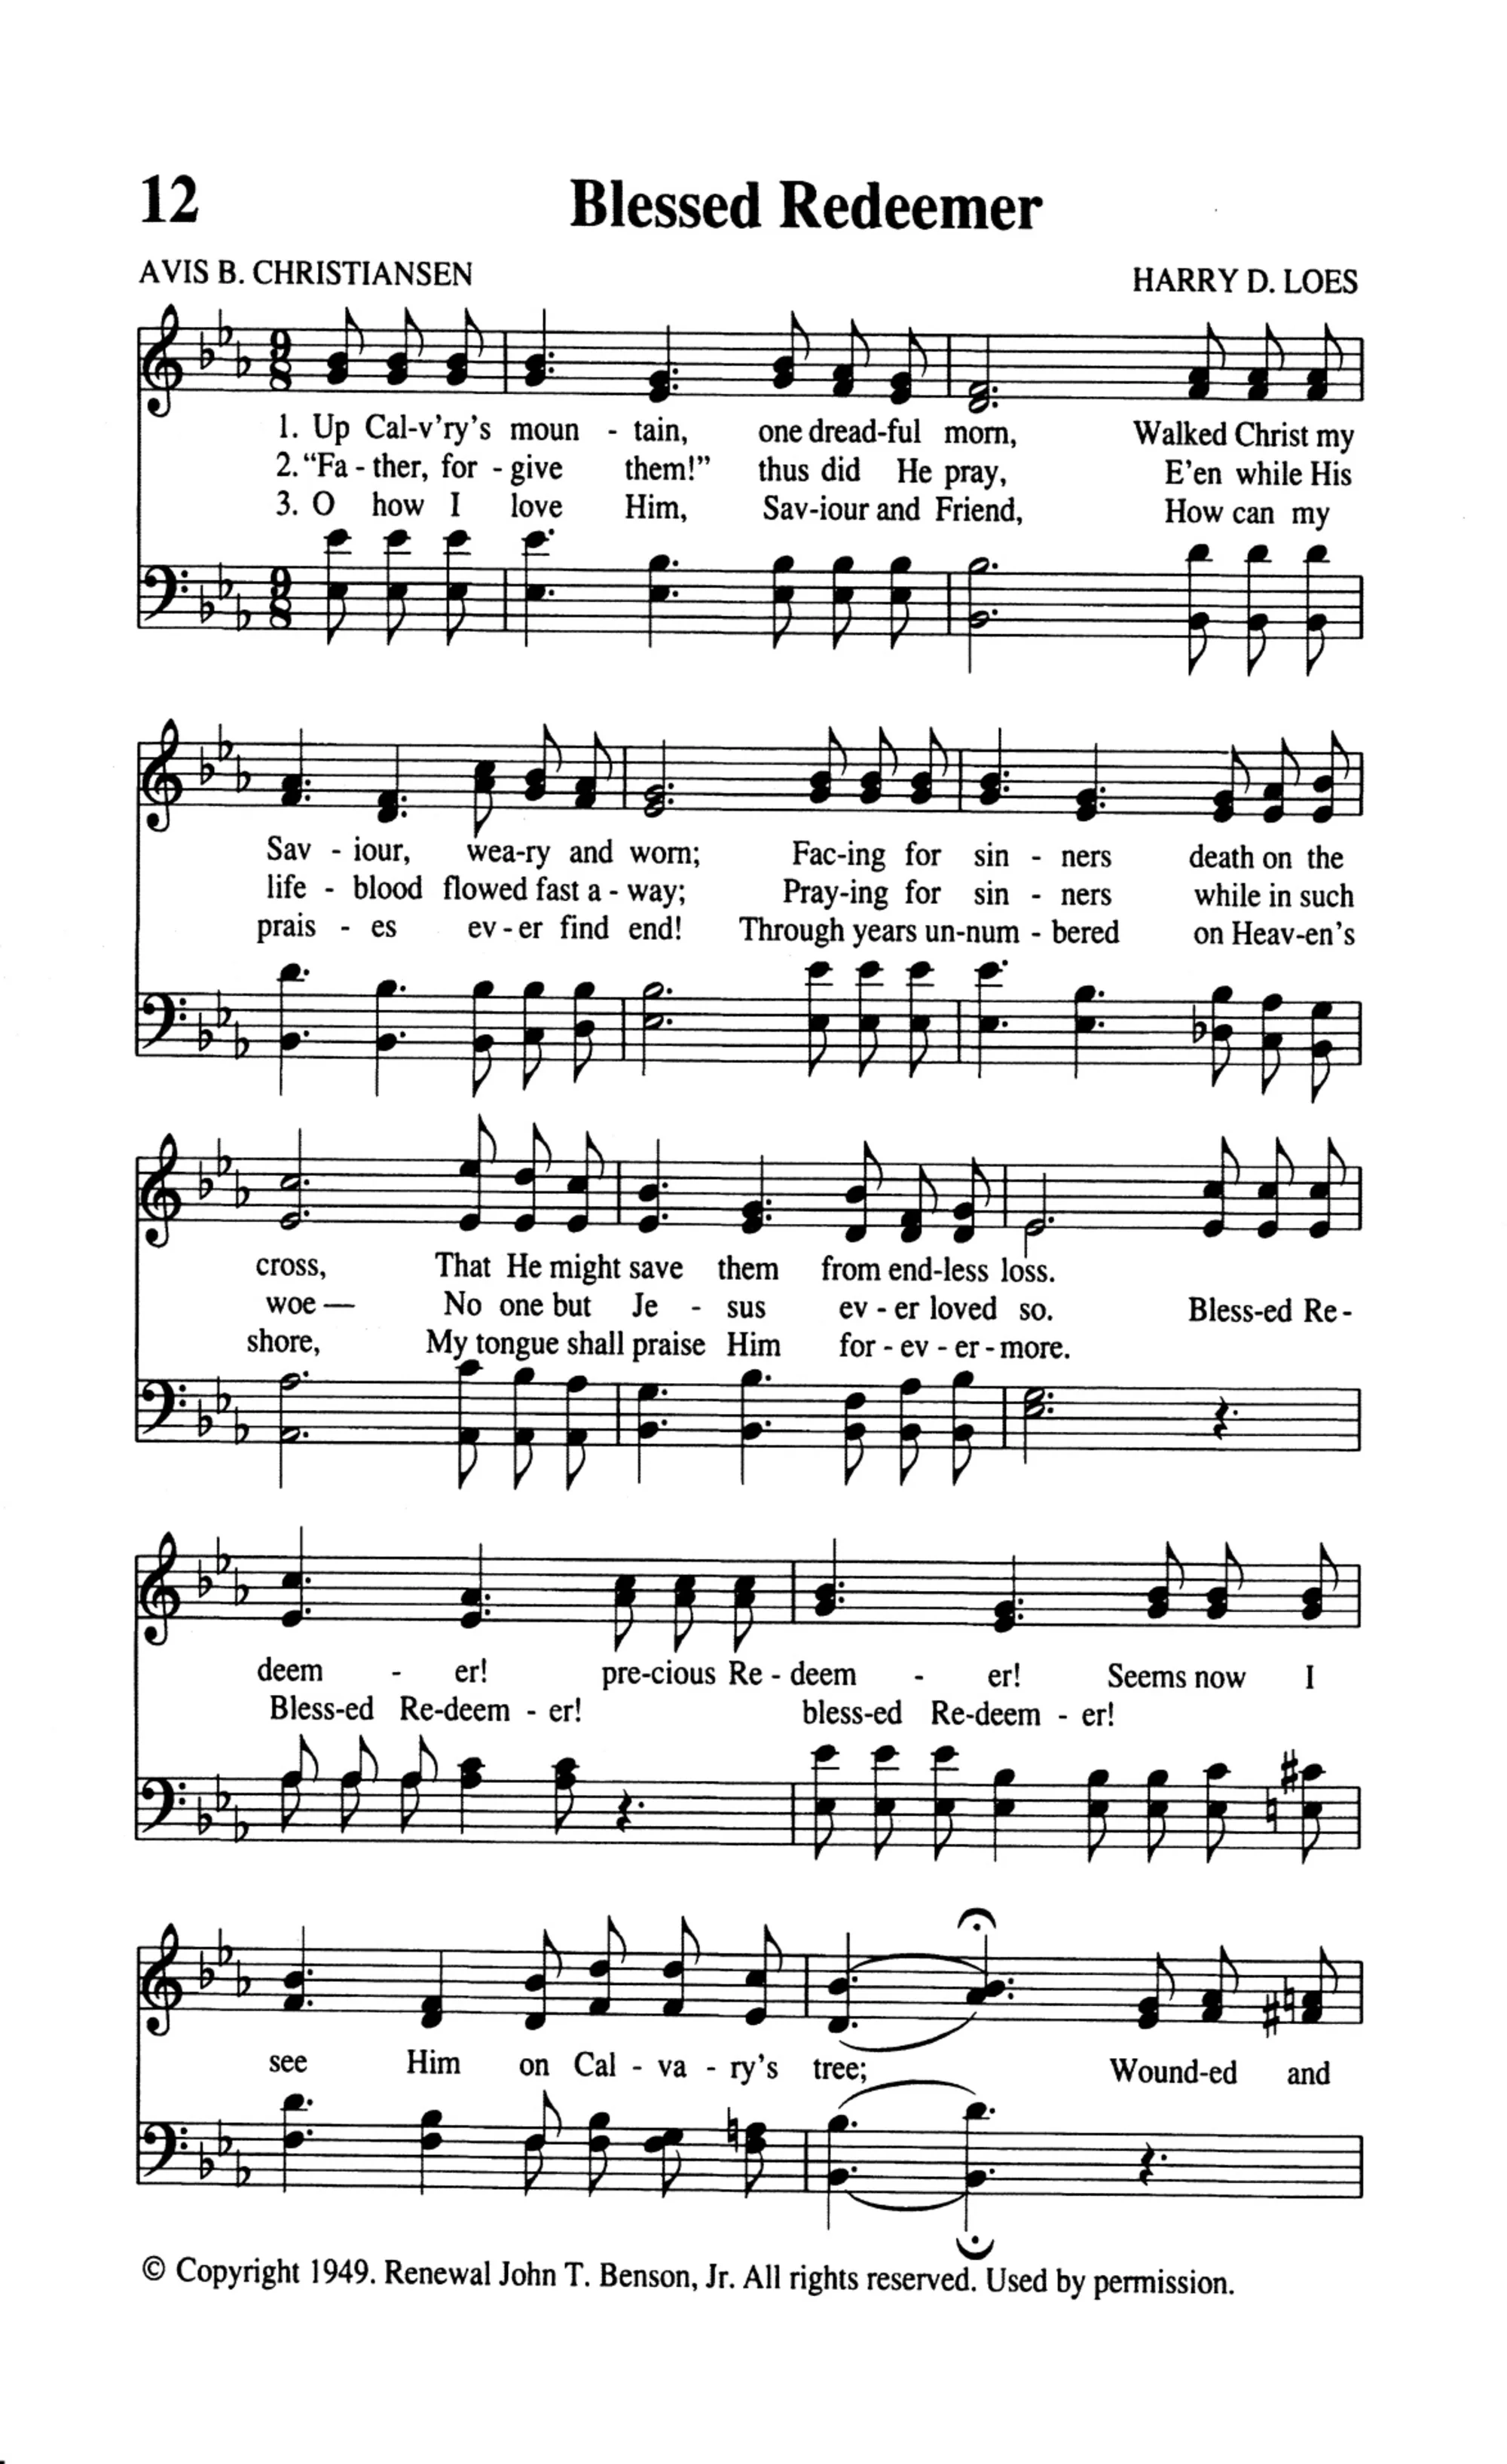 12
Blessed Redeemer
AVIS B. CHRISTIANSEN
HARRY D. LOES
9
8
1. Up Cal-v'ry's moun - tain, one dread-ful morn, Walked Christ my
2. “Fa - ther, for - give them!” thus did He pray, E'en while His
3. O how I love Him, Sav-iour and Friend, How can my
9
8
Sav - iour, wea-ry and worn; Fac-ing for sin - ners death on the
life - blood flowed fast a - way; Pray-ing for sin - ners while in such
prais - es ev - er find end! Through years un-num - bered on Heav-en's
cross, That He might save them from end-less loss.
woe — No one but Je - sus ev - er loved so. Bless-ed Re -
shore, My tongue shall praise Him for - ev - er - more.
deem - er! pre-cious Re - deem - er! Seems now I
Bless-ed Re-deem - er! bless-ed Re-deem - er!
see Him on Cal - va - ry's tree; Wound-ed and
© Copyright 1949. Renewal John T. Benson, Jr. All rights reserved. Used by permission.